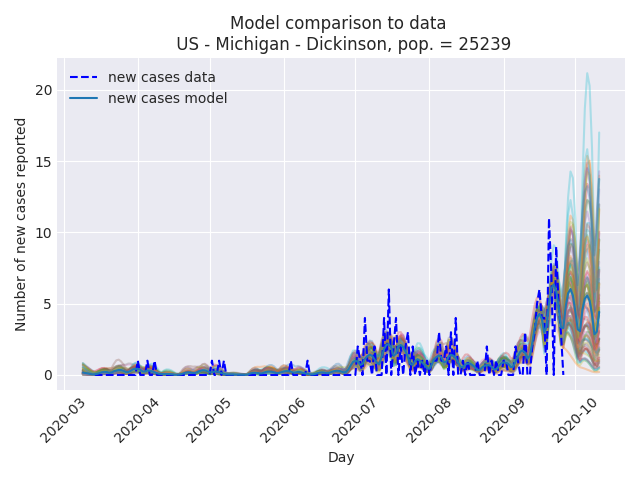 Model comparison to data
US - Michigan - Dickinson, pop. = 25239
new cases data
new cases model
Number of new cases reported
20
15
10
5
0
2020-03
2020-04
2020-05
2020-06
2020-07
2020-08
2020-09
2020-10
Day